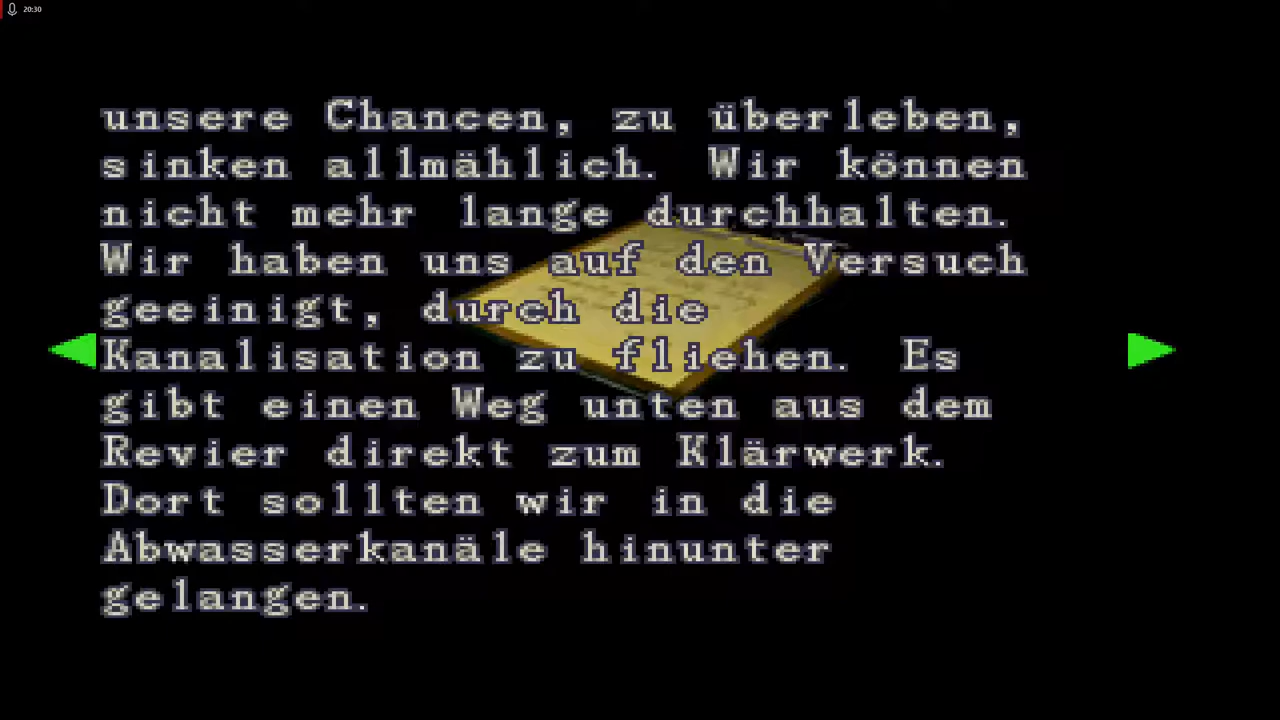 20:30
unsere Chancen, zu überleben,
sinken allmählich. Wir können
nicht mehr lange durchhalten.
Wir haben uns auf den Versuch
geeinigt, durch die
Kanalisation zu fliehen. Es
gibt einen Weg unten aus dem
Revier direkt zum Klärwerk.
Dort sollten wir in die
Abwasserkanäle hinunter
gelangen.